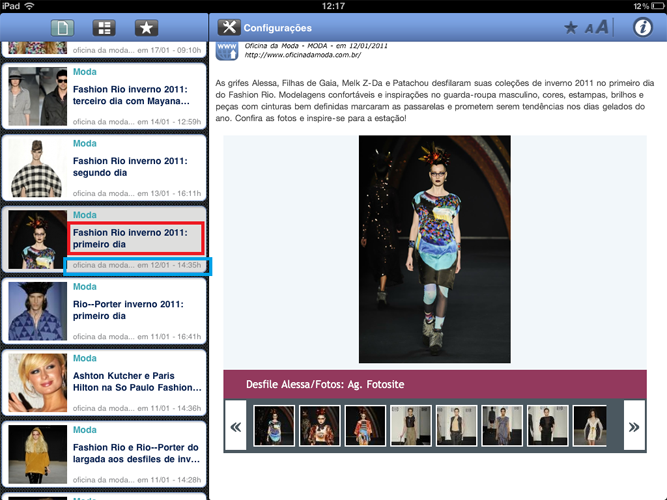 iPad
12:17
12%
Configurações
AA
oficina da moda... em 17/01 - 09:10h
Moda
Fashion Rio inverno 2011:
terceiro dia com Mayana...
oficina da moda... em 14/01 - 12:59h
Moda
Fashion Rio inverno 2011:
segundo dia
oficina da moda... em 13/01 - 16:11h
Moda
Fashion Rio inverno 2011:
primeiro dia
oficina da moda... em 12/01 - 14:35h
Moda
Rio--Porter inverno 2011:
primeiro dia
oficina da moda... em 11/01 - 16:41h
Moda
Ashton Kutcher e Paris
Hilton na So Paulo Fashion...
oficina da moda... em 11/01 - 14:36h
Moda
Fashion Rio e Rio--Porter do
largada aos desfiles de inv...
oficina da moda... em 11/01 - 14:28h
Oficina da Moda - MODA - em 12/01/2011
http://www.oficinadamoda.com.br/
As grifes Alessa, Filhas de Gaia, Melk Z-Da e Patachou desfilaram suas coleções de inverno 2011 no primeiro dia
do Fashion Rio. Modelagens confortáveis e inspirações no guarda-roupa masculino, cores, estampas, brilhos e
peças com cinturas bem definidas marcaram as passarelas e prometem serem tendências nos dias gelados do
ano. Confira as fotos e inspire-se para a estação!
Desfile Alessa/Fotos: Ag. Fotosite